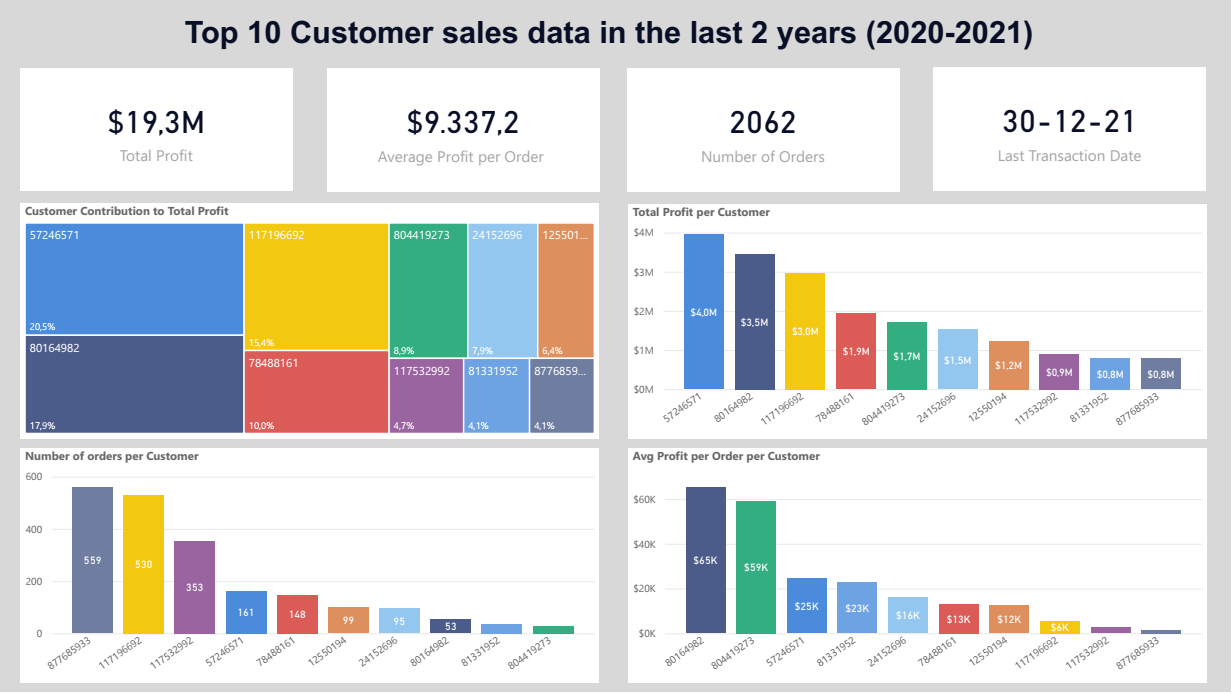 Top 10 Customer sales data in the last 2 years (2020-2021)
$19,3M
Total Profit
$9.337,2
Average Profit per Order
2062
Number of Orders
30-12-21
Last Transaction Date
Customer Contribution to Total Profit
57246571
20,5%
80164982
17,9%
117196692
15,4%
78488161
10,0%
804419273
8,9%
24152696
7,9%
125501...
6,4%
117532992
4,7%
81331952
4,1%
8776859...
4,1%
Total Profit per Customer
$4M
$3M
$2M
$1M
$0M
$4,0M
$3,5M
$3,0M
$1,9M
$1,7M
$1,5M
$1,2M
$0,9M
$0,8M
$0,8M
57246571
80164982
117196692
78488161
804419273
24152696
12550194
117532992
81331952
877685933
Number of orders per Customer
600
400
200
0
559
530
353
161
148
99
95
53
877685933
117196692
117532992
57246571
78488161
12550194
24152696
80164982
81331952
804419273
Avg Profit per Order per Customer
$60K
$40K
$20K
$0K
$65K
$59K
$25K
$23K
$16K
$13K
$12K
$6K
80164982
804419273
57246571
81331952
24152696
78488161
12550194
117196692
117532992
877685933